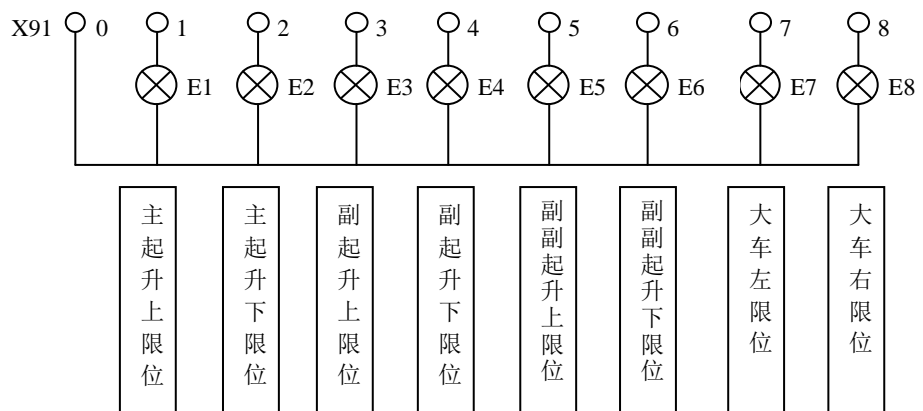 X91 0 1 2 3 4 5 6 7 8
E1 E2 E3 E4 E5 E6 E7 E8
主起升上限位
主起升下限位
副起升上限位
副起升下限位
副副起升上限位
副副起升下限位
大车左限位
大车右限位